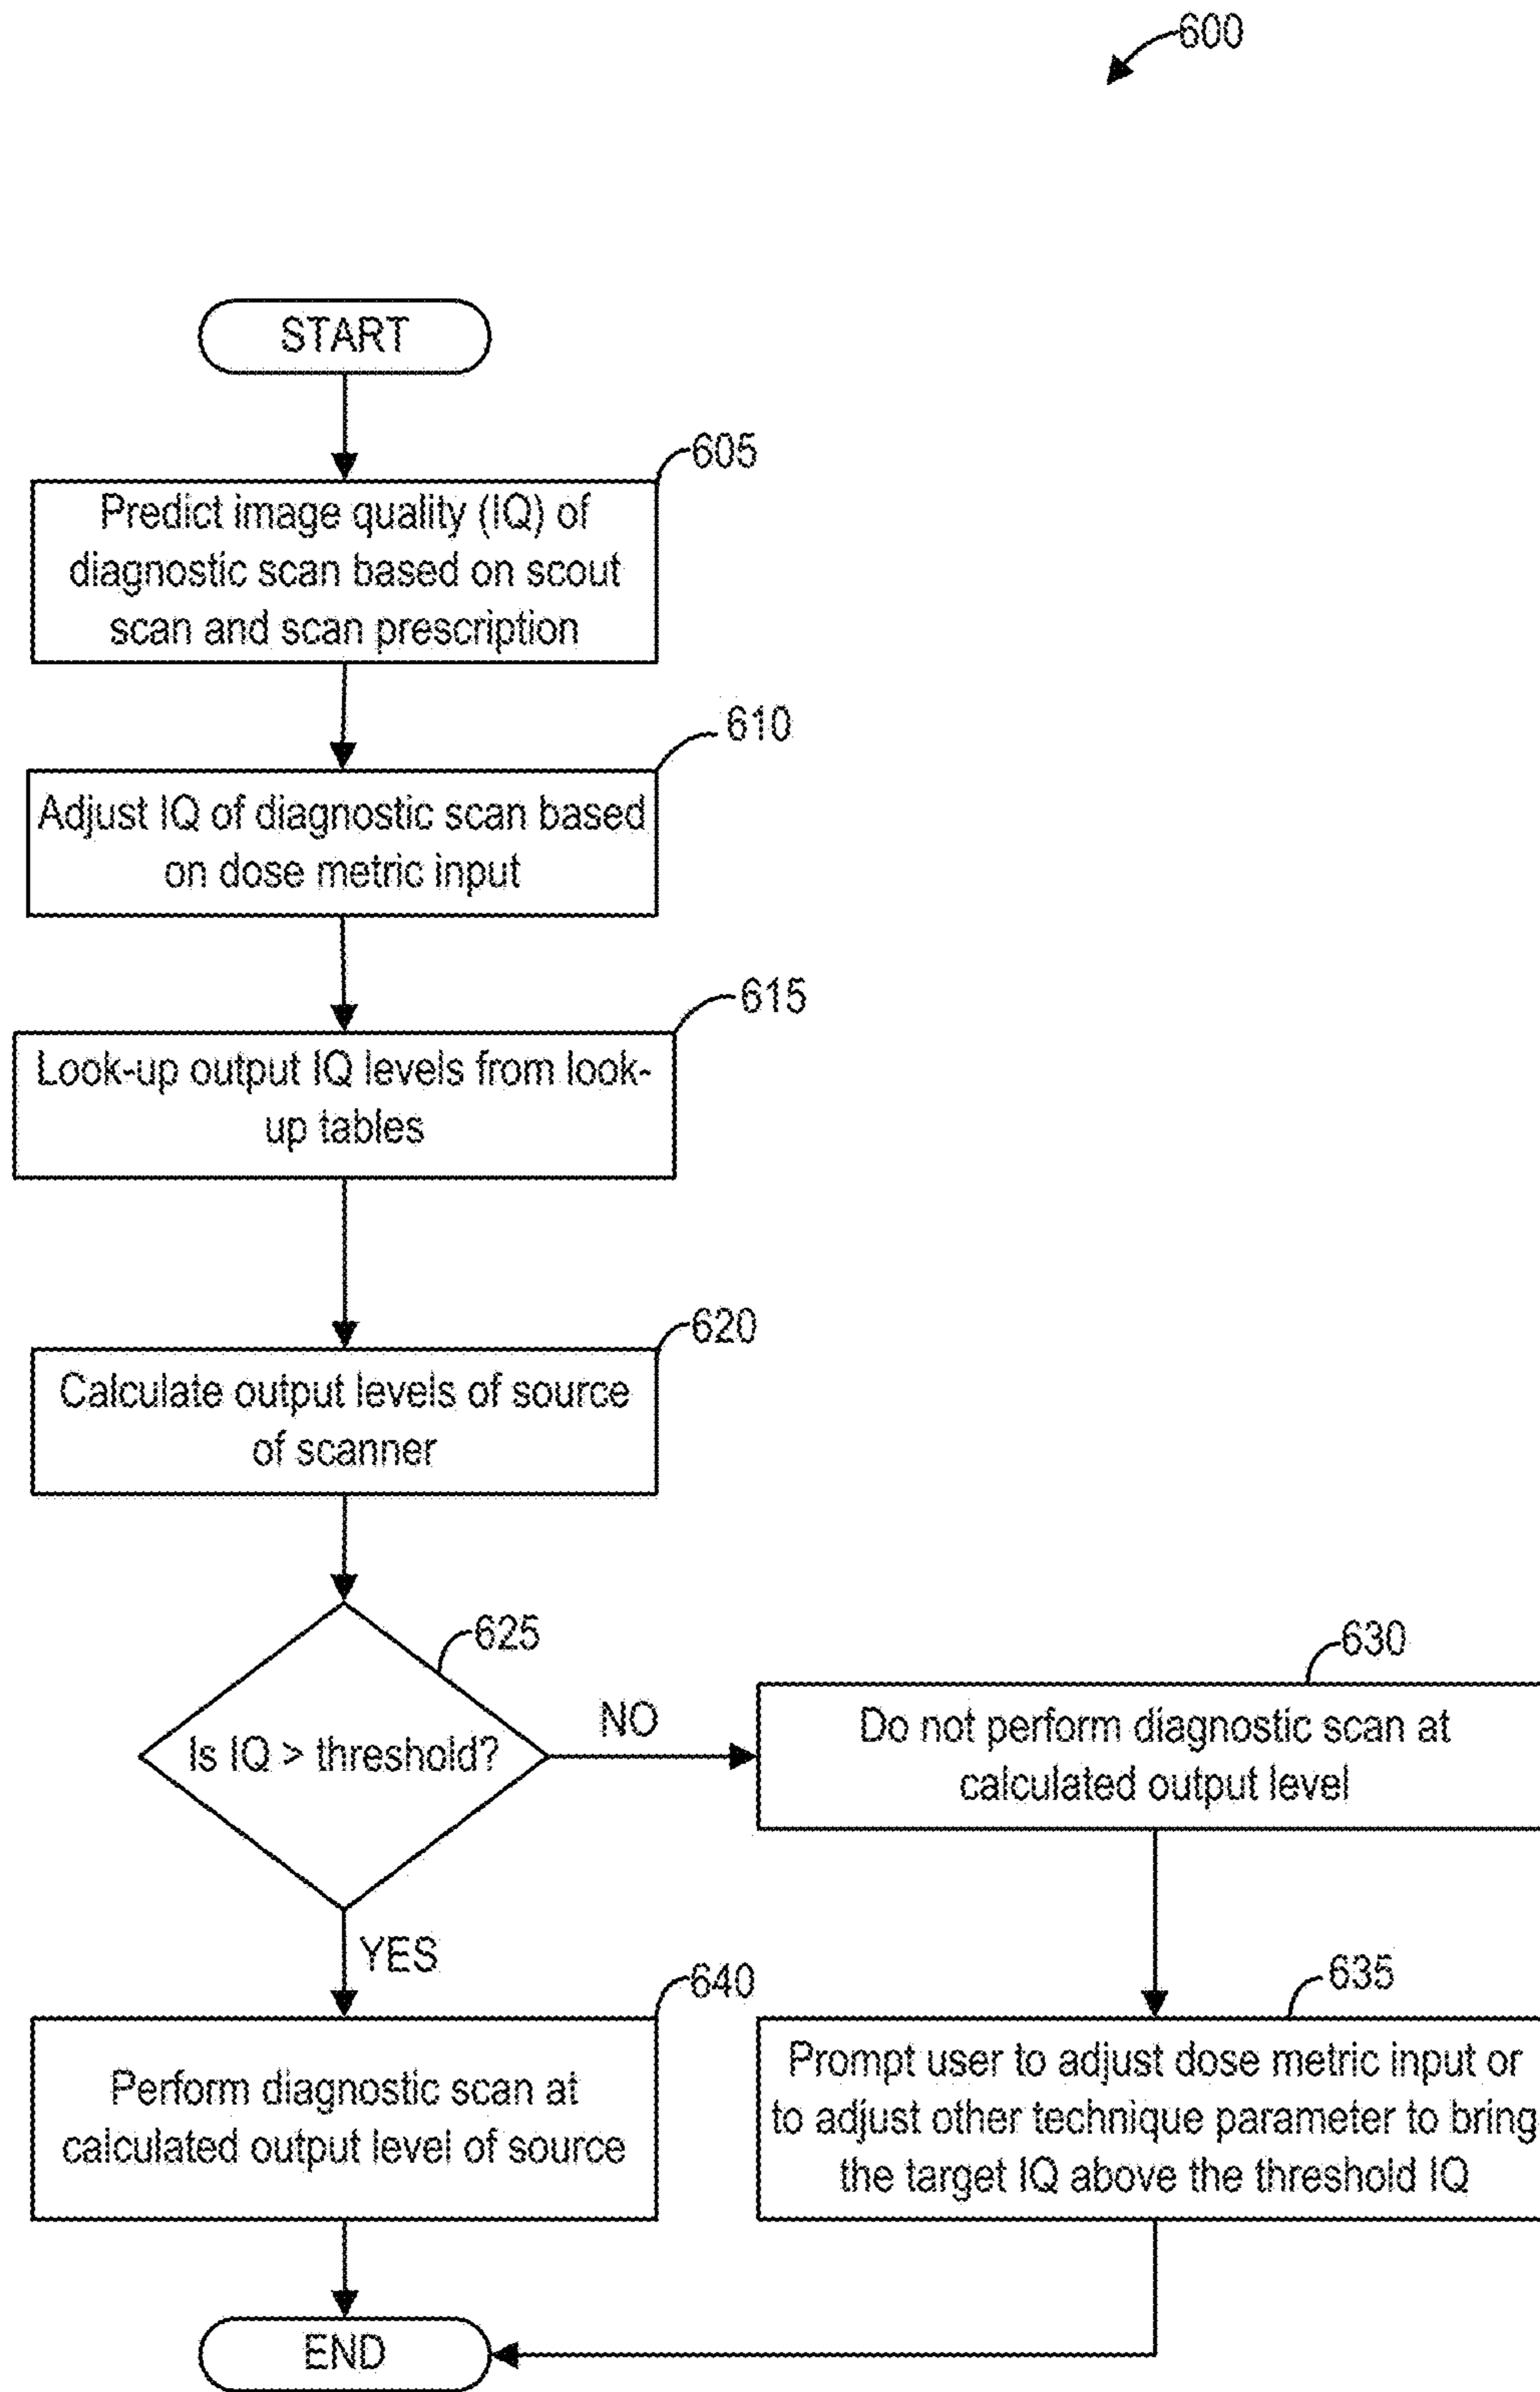 600
START
605
Predict image quality (IQ) of
diagnostic scan based on scout
scan and scan prescription
610
Adjust IQ of diagnostic scan based
on dose metric input
615
Look-up output IQ levels from look-
up tables
620
Calculate output levels of source
of scanner
625
Is IQ > threshold?
NO
630
Do not perform diagnostic scan at
calculated output level
YES
640
Perform diagnostic scan at
calculated output level of source
635
Prompt user to adjust dose metric input or
to adjust other technique parameter to bring
the target IQ above the threshold IQ
END